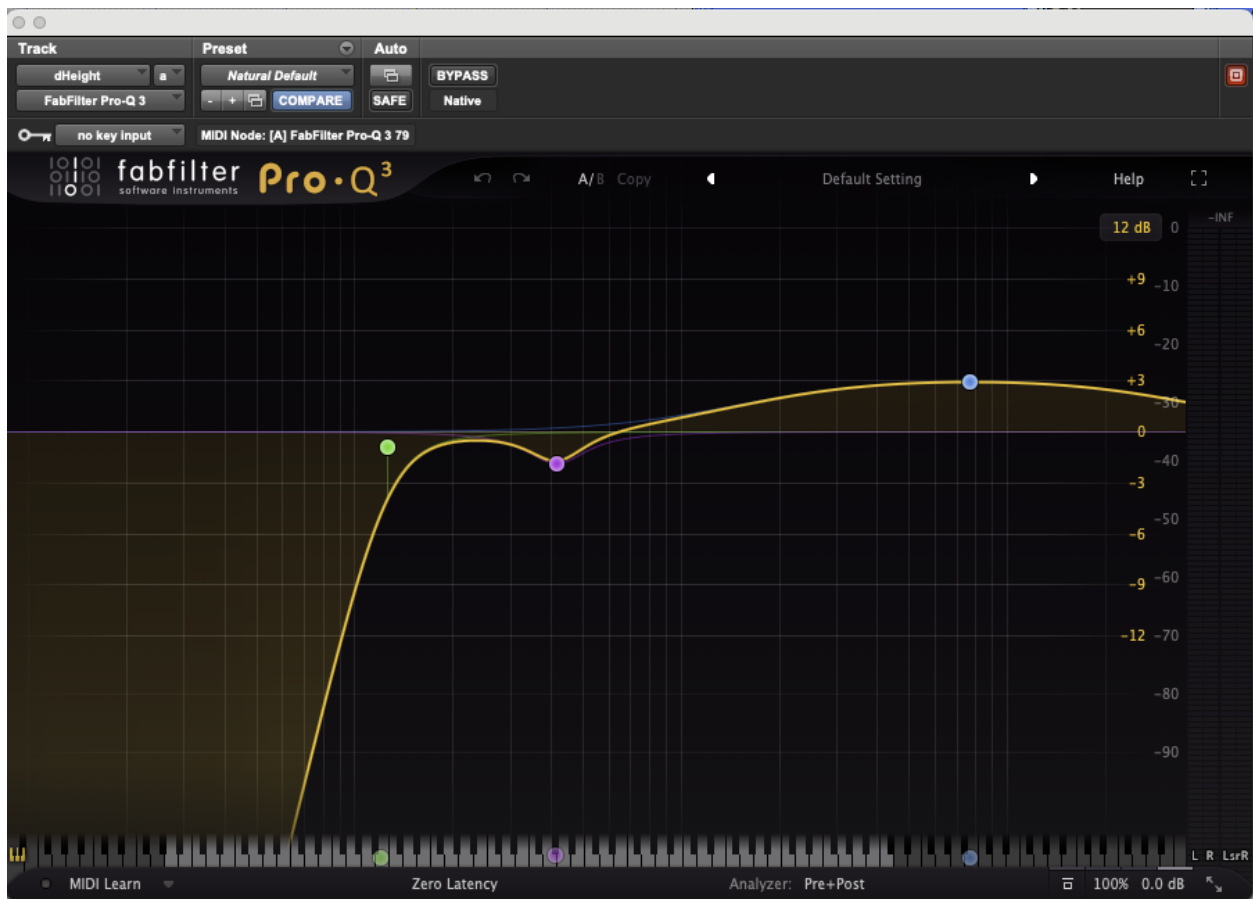 Track Preset Auto
dHeight a Natural Default BYPASS
FabFilter Pro-Q 3 - + COMPARE SAFE Native
no key input MIDI Node: [A] FabFilter Pro-Q 3 79
fabfilter Pro·Q3
software instruments
A/B Copy Default Setting Help
12 dB 0 -INF
+9 -10
+6 -20
+3 -30
0 -40
-3 -50
-6 -60
-9
-12 -70
-80
-90
L R LsrR
MIDI Learn Zero Latency Analyzer: Pre+Post 100% 0.0 dB